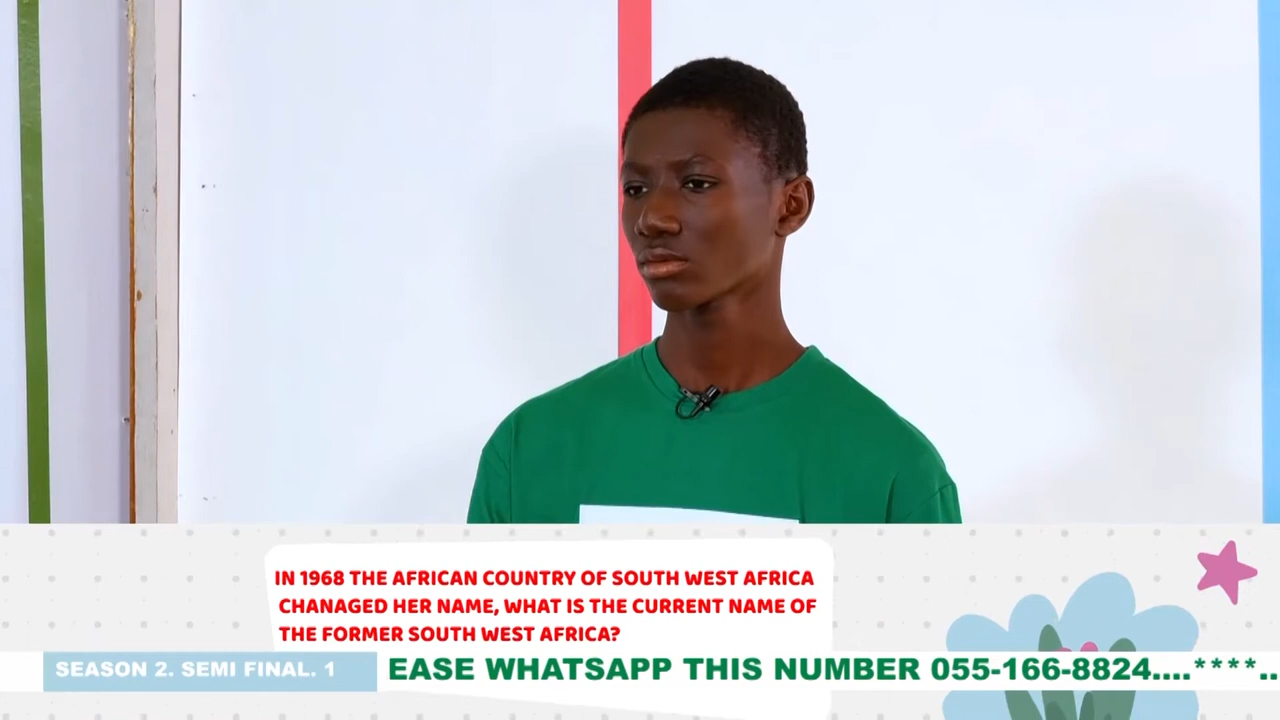 IN 1968 THE AFRICAN COUNTRY OF SOUTH WEST AFRICA
CHANAGED HER NAME, WHAT IS THE CURRENT NAME OF
THE FORMER SOUTH WEST AFRICA?
SEASON 2. SEMI FINAL. 1
EASE WHATSAPP THIS NUMBER 055-166-8824....****..